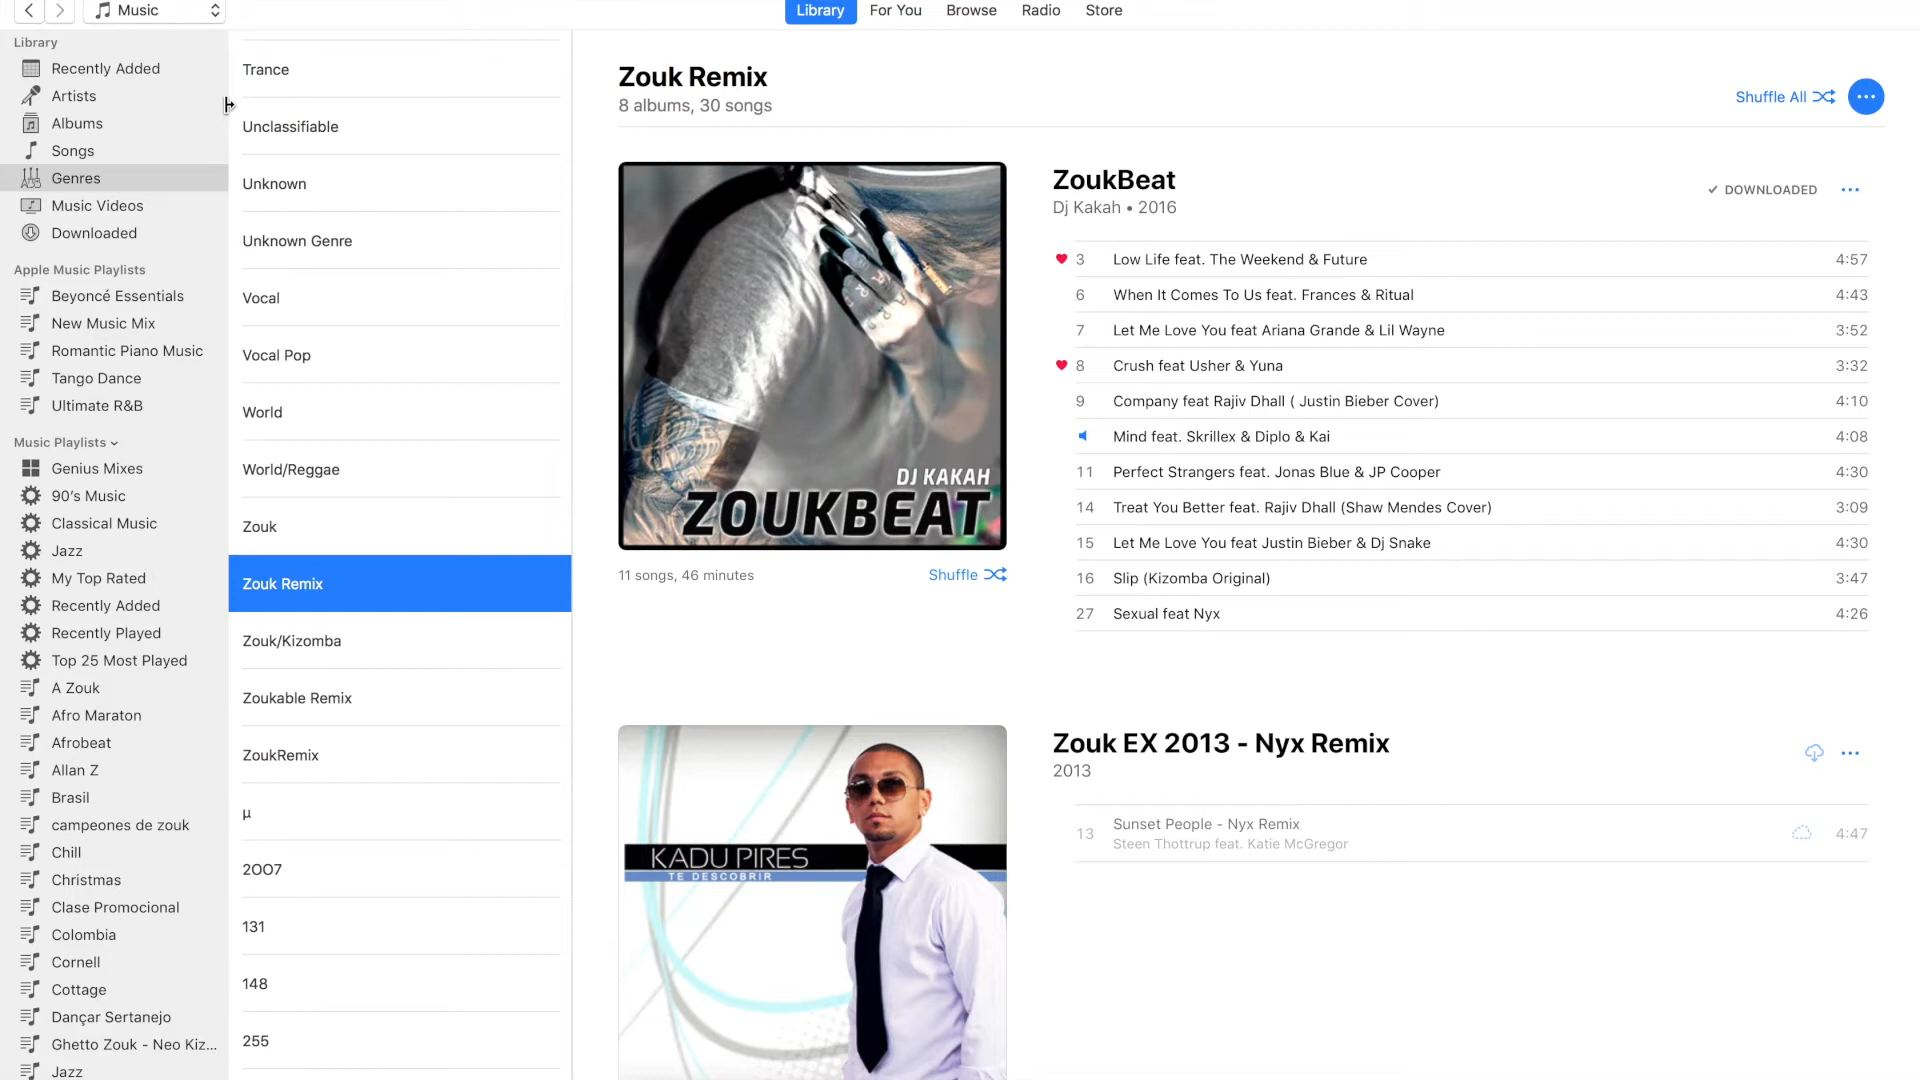 Music
Library
For You
Browse
Radio
Store
Library
Recently Added
Artists
Albums
Songs
Genres
Music Videos
Downloaded
Apple Music Playlists
Beyoncé Essentials
New Music Mix
Romantic Piano Music
Tango Dance
Ultimate R&B
Music Playlists
Genius Mixes
90's Music
Classical Music
Jazz
My Top Rated
Recently Added
Recently Played
Top 25 Most Played
A Zouk
Afro Maraton
Afrobeat
Allan Z
Brasil
campeones de zouk
Chill
Christmas
Clase Promocional
Colombia
Cornell
Cottage
Dançar Sertanejo
Ghetto Zouk - Neo Kiz...
Jazz
Trance
Unclassifiable
Unknown
Unknown Genre
Vocal
Vocal Pop
World
World/Reggae
Zouk
Zouk Remix
Zouk/Kizomba
Zoukable Remix
ZoukRemix
µ
2OO7
131
148
255
Zouk Remix
8 albums, 30 songs
Shuffle All
DJ KAKAH
ZOUKBEAT
11 songs, 46 minutes
Shuffle
ZoukBeat
Dj Kakah • 2016
✓ DOWNLOADED
3 Low Life feat. The Weekend & Future 4:57
6 When It Comes To Us feat. Frances & Ritual 4:43
7 Let Me Love You feat Ariana Grande & Lil Wayne 3:52
8 Crush feat Usher & Yuna 3:32
9 Company feat Rajiv Dhall ( Justin Bieber Cover) 4:10
Mind feat. Skrillex & Diplo & Kai 4:08
11 Perfect Strangers feat. Jonas Blue & JP Cooper 4:30
14 Treat You Better feat. Rajiv Dhall (Shaw Mendes Cover) 3:09
15 Let Me Love You feat Justin Bieber & Dj Snake 4:30
16 Slip (Kizomba Original) 3:47
27 Sexual feat Nyx 4:26
KADU PIRES
TE DESCOBRIR
Zouk EX 2013 - Nyx Remix
2013
13 Sunset People - Nyx Remix 4:47
Steen Thottrup feat. Katie McGregor